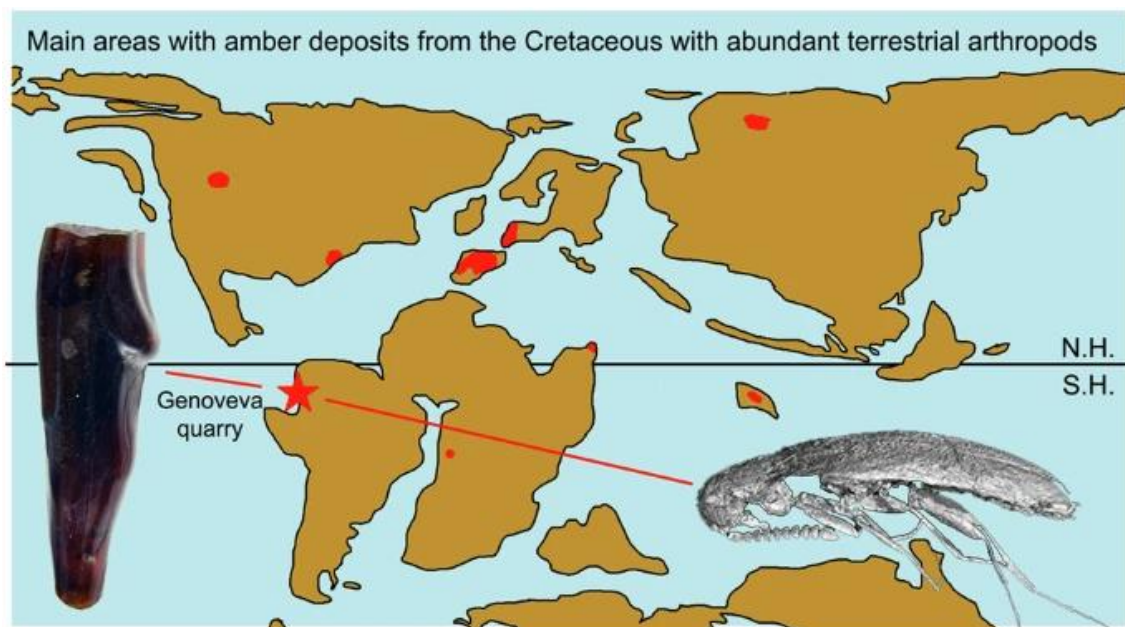 Main areas with amber deposits from the Cretaceous with abundant terrestrial arthropods
N.H.
S.H.
Genoveva
quarry